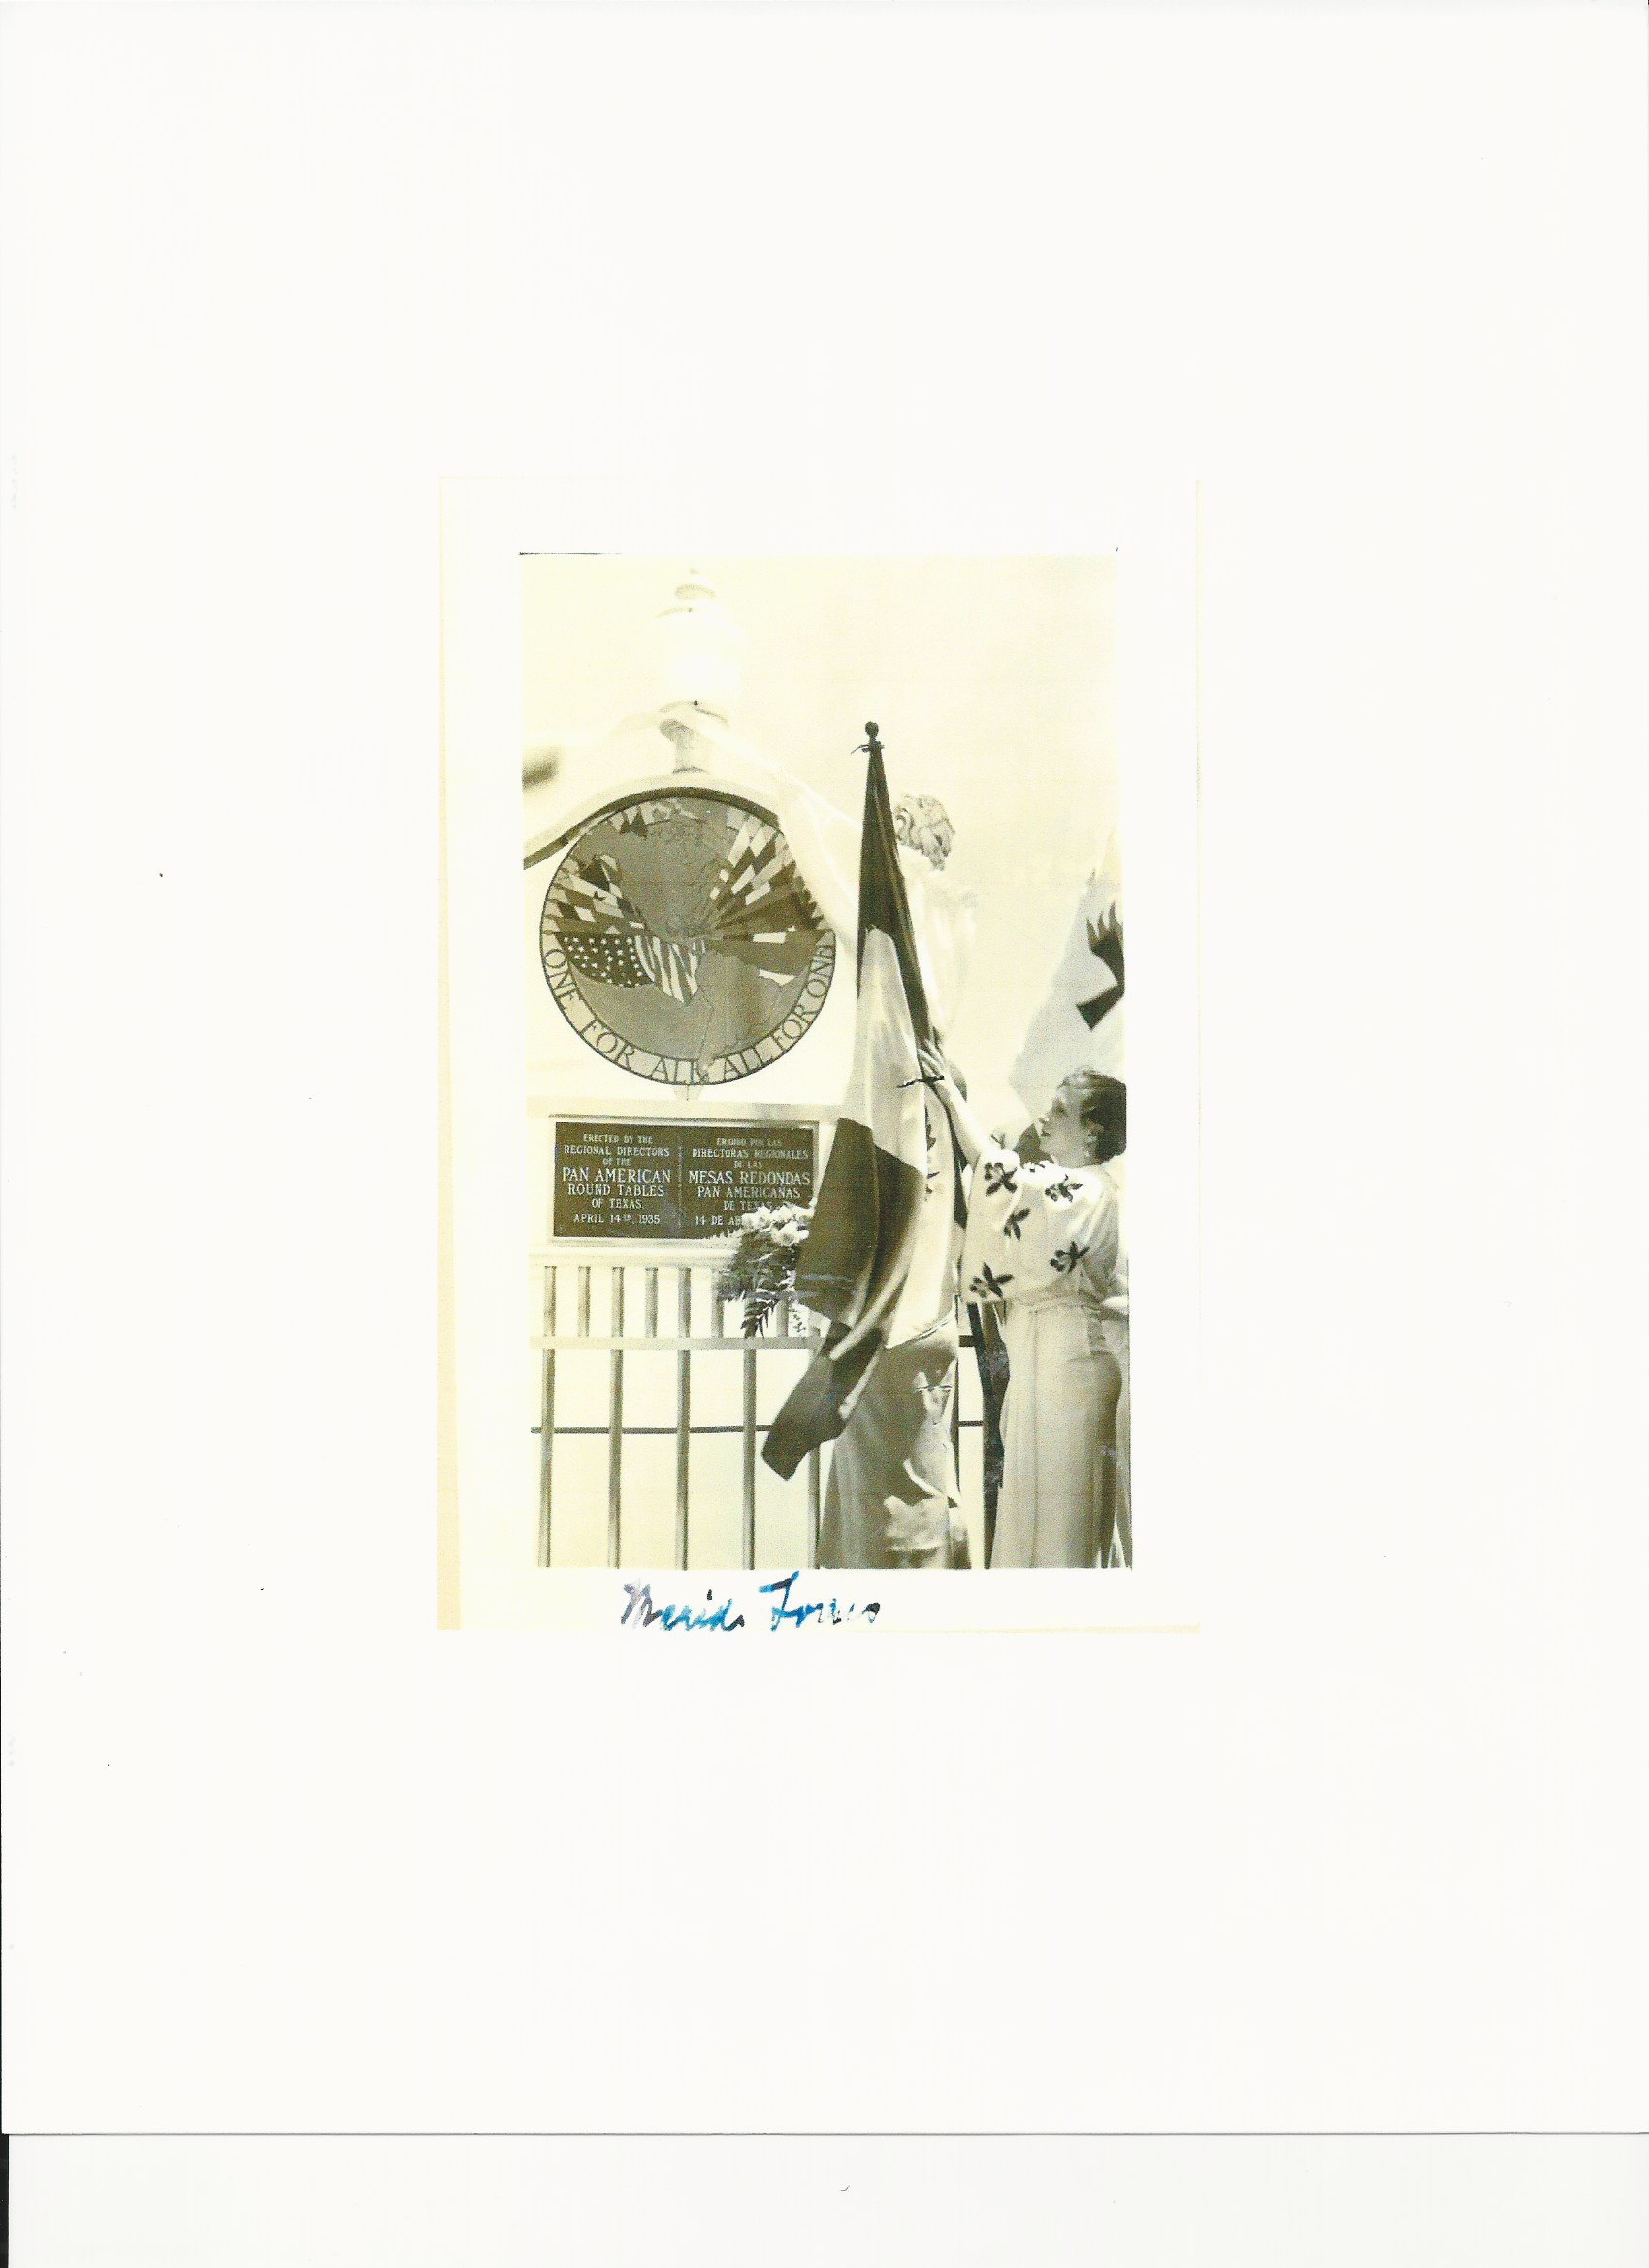 ONE FOR ALL ALL FOR ONE
ERECTED BY THE
REGIONAL DIRECTORS
OF THE
PAN AMERICAN
ROUND TABLES
OF TEXAS.
APRIL 14TH, 1935
ERIGIDO POR LAS
DIRECTORAS REGIONALES
DE LAS
MESAS REDONDAS
PAN AMERICANAS
DE TEXAS
14 DE AB